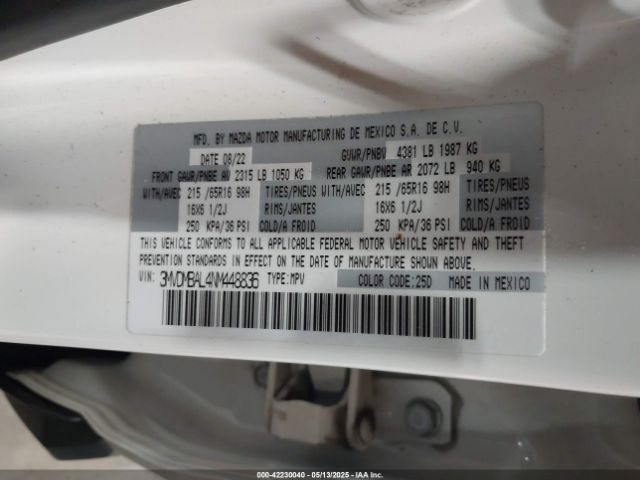 MFD. BY MAZDA MOTOR MANUFACTURING DE MEXICO S.A. DE C.V.
DATE 08/22 GVWR/PNBV 4381 LB 1987 KG
FRONT GAWR/PNBE AV 2315 LB 1050 KG REAR GAWR/PNBE AR 2072 LB 940 KG
WITH/AVEC 215 /65R16 98H TIRES/PNEUS WITH/AVEC 215 /65R16 98H TIRES/PNEUS
16X6 1/2J RIMS/JANTES 16X6 1/2J RIMS/JANTES
250 KPA/36 PSI COLD/A FROID 250 KPA/36 PSI COLD/A FROID
THIS VEHICLE CONFORMS TO ALL APPLICABLE FEDERAL MOTOR VEHICLE SAFETY AND THEFT
PREVENTION STANDARDS IN EFFECT ON THE DATE OF MANUFACTURE SHOWN ABOVE.
VIN: 3MVDMBAL4NM448836 TYPE:MPV COLOR CODE:25D MADE IN MEXICO
000-42230040 - 05/13/2025 - IAA Inc.